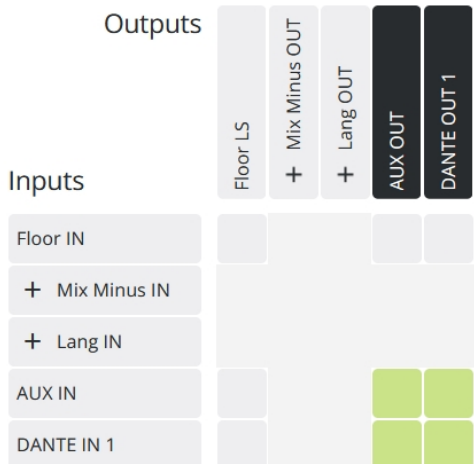 Outputs
Floor LS
+ Mix Minus OUT
+ Lang OUT
AUX OUT
DANTE OUT 1
Inputs
Floor IN
+ Mix Minus IN
+ Lang IN
AUX IN
DANTE IN 1